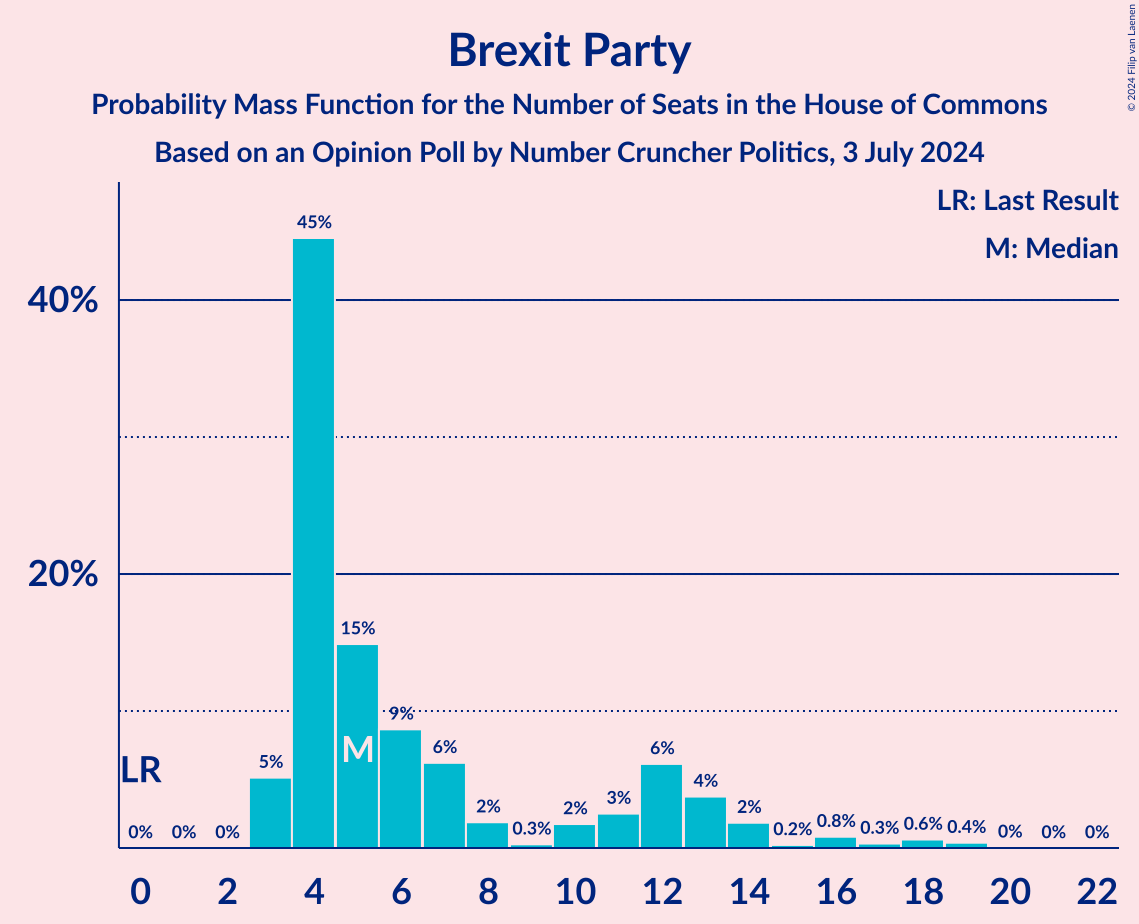 © 2024 Filip van Laenen
Brexit Party
Probability Mass Function for the Number of Seats in the House of Commons
Based on an Opinion Poll by Number Cruncher Politics, 3 July 2024
LR: Last Result
M: Median
40%
20%
45%
15%
9%
6%
5%
2%
0.3%
2%
3%
6%
4%
2%
0.2%
0.8%
0.3%
0.6%
0.4%
0%
0%
0%
0%
0%
0%
LR
M
0 2 4 6 8 10 12 14 16 18 20 22